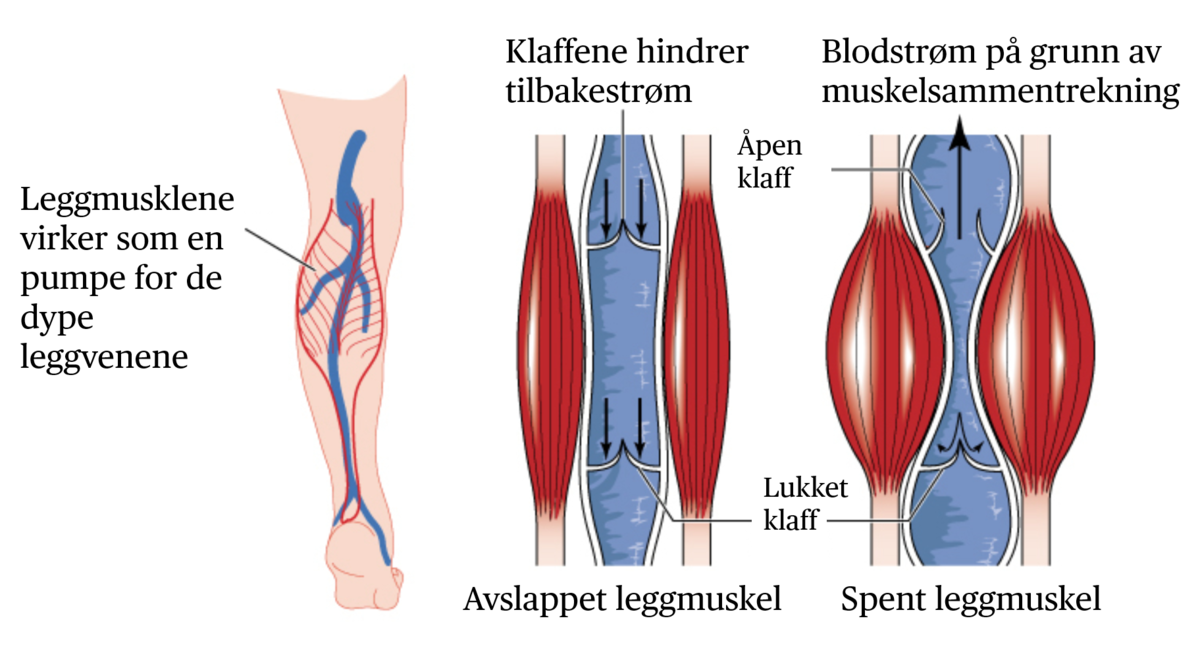 Klaffene hindrer
tilbakestrøm
Blodstrøm på grunn av
muskelsammentrekning
Åpen
klaff
Leggmusklene
virker som en
pumpe for de
dype
leggvenene
Lukket
klaff
Avslappet leggmuskel
Spent leggmuskel